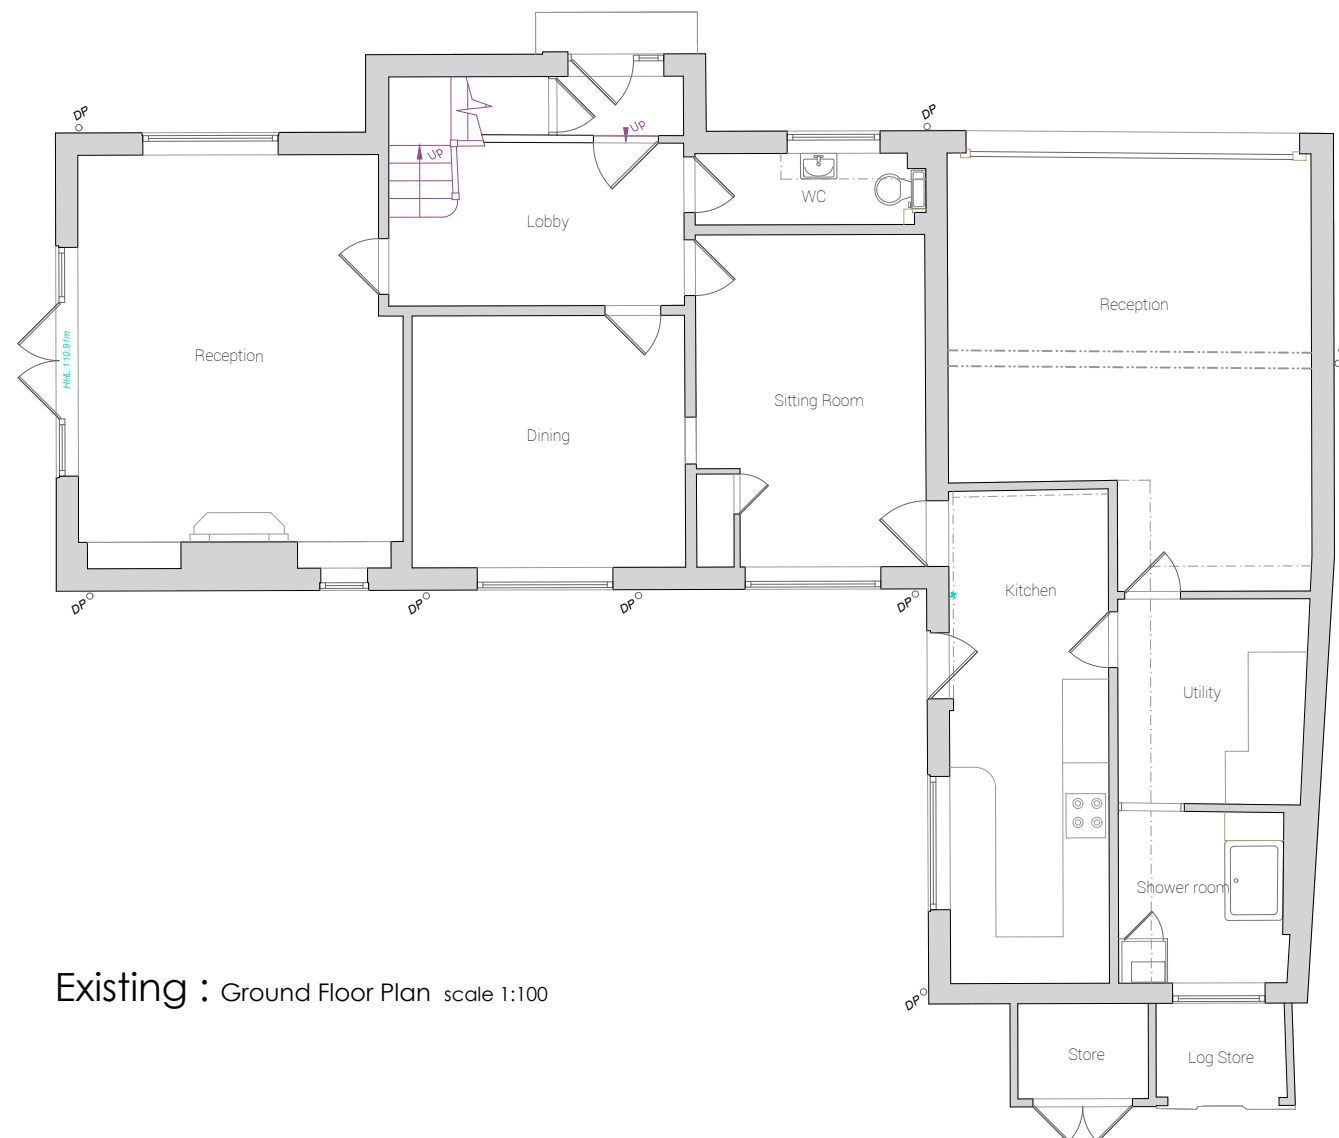 DP
DP
Up
Up
WC
Lobby
Reception
Reception
HHL:110.91m
Sitting Room
Dining
Kitchen
DP
DP
DP
DP
Utility
Shower room
Existing : Ground Floor Plan scale 1:100
DP
Store
Log Store